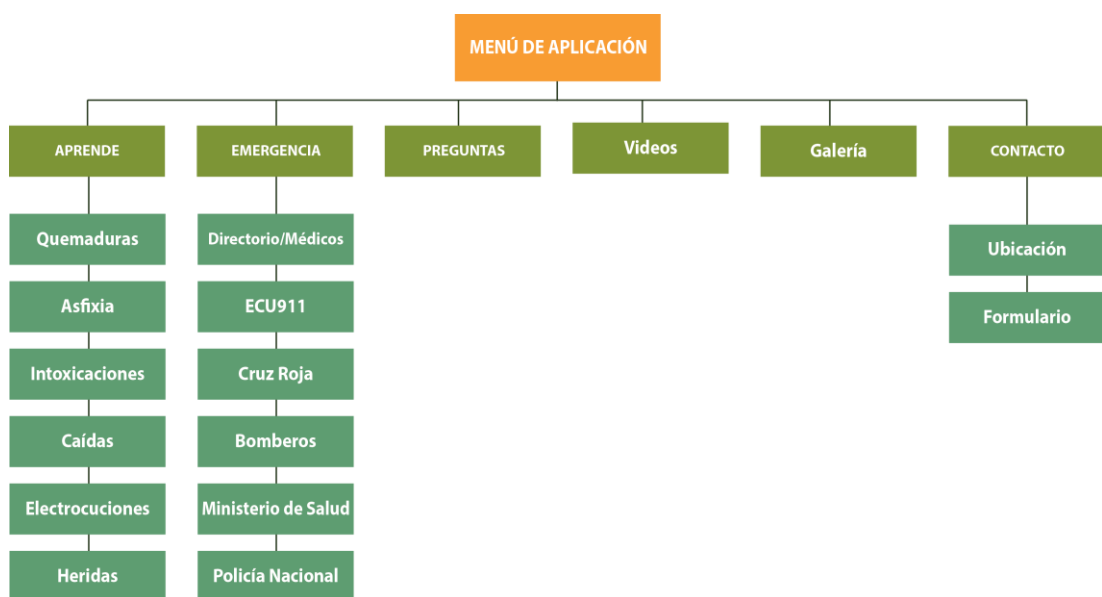 MENÚ DE APLICACIÓN
APRENDE
EMERGENCIA
PREGUNTAS
Videos
Galería
CONTACTO
Quemaduras
Asfixia
Intoxicaciones
Caídas
Electrocuciones
Heridas
Directorio/Médicos
ECU911
Cruz Roja
Bomberos
Ministerio de Salud
Policía Nacional
Ubicación
Formulario